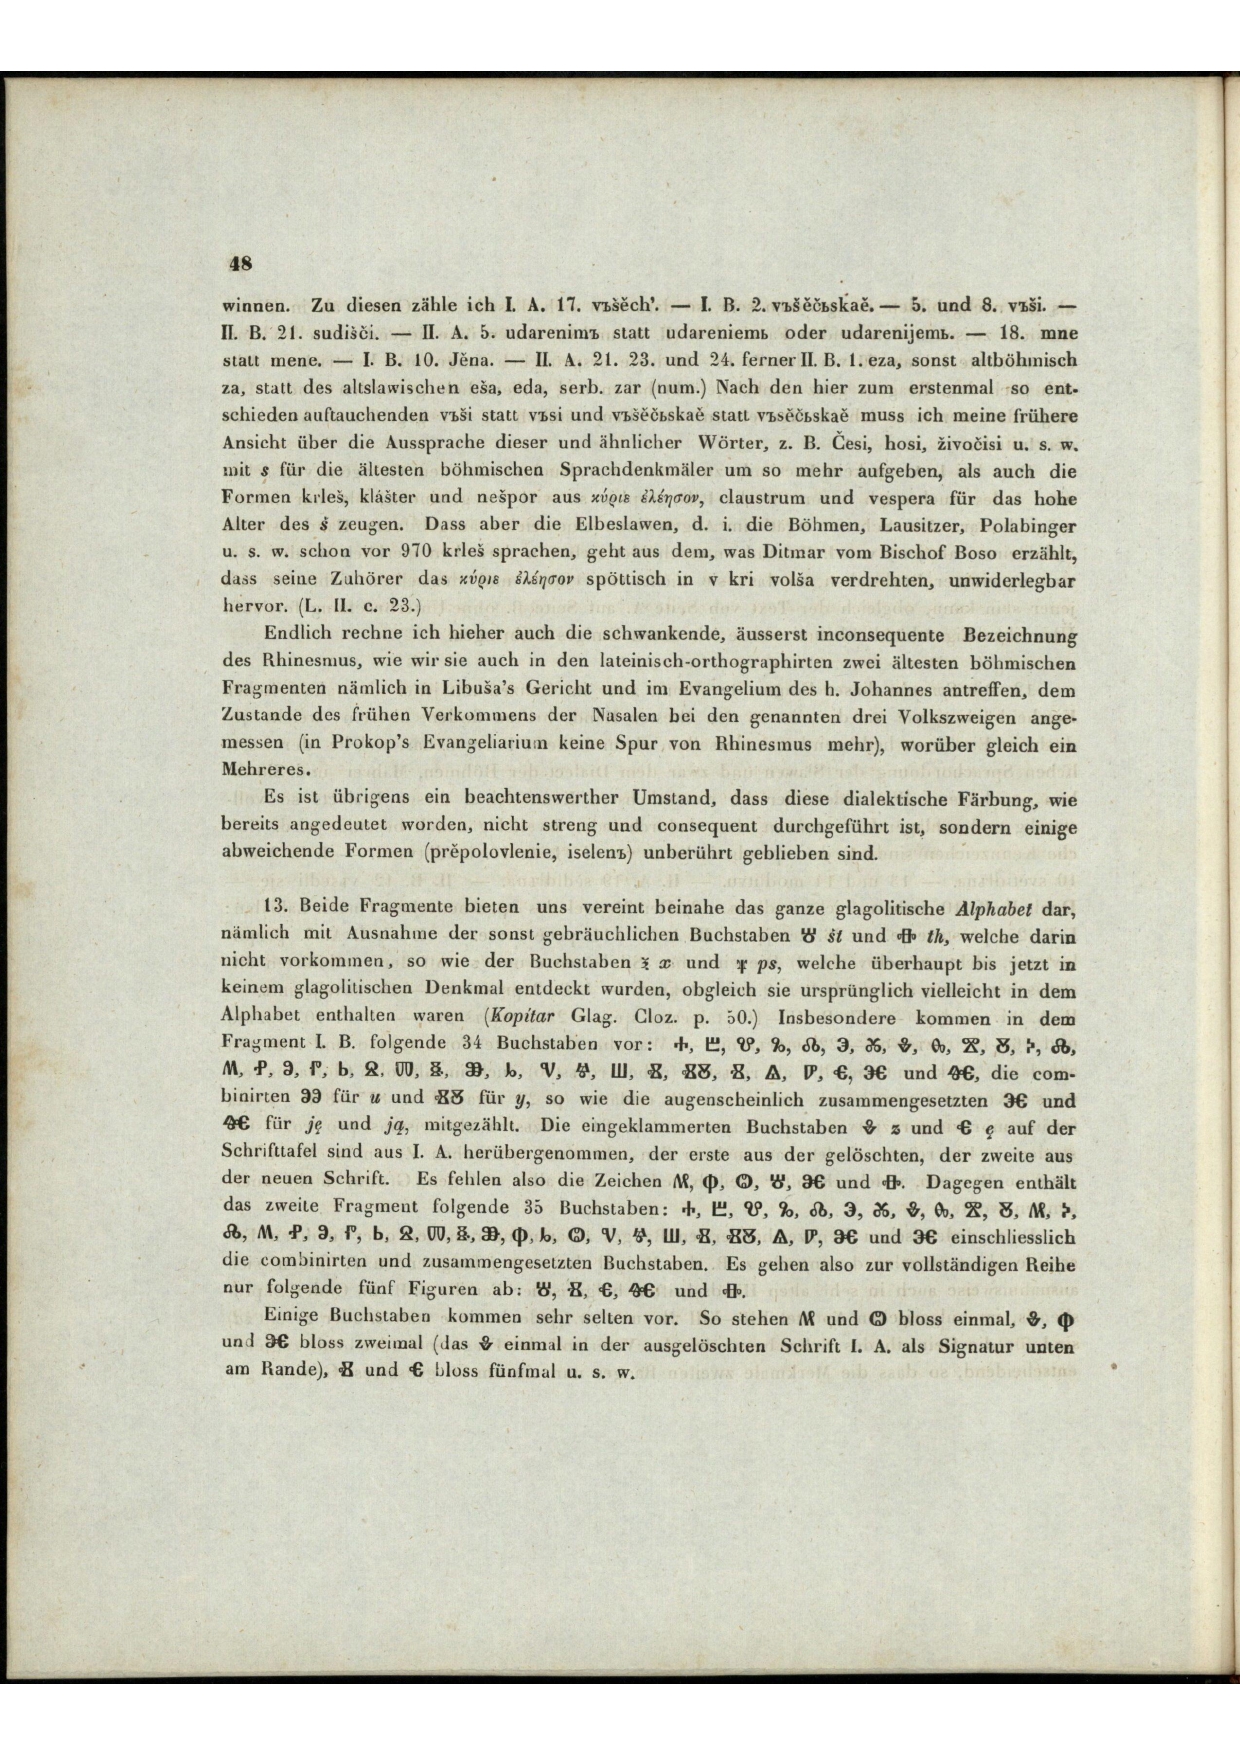 48
winnen. Zu diesen zähle ich I. A. 17. vъšěch’. — I. B. 2. vъšěčьskaě. — 5. und 8. vъši. —
II. B. 21. sudišči. — II. A. 5. udarenimъ statt udareniemь oder udarenijemь. — 18. mne
statt mene. — I. B. 10. Jěna. — II. A. 21. 23. und 24. ferner II. B. 1. eza, sonst altböhmisch
za, statt des altslawischen eša, eda, serb. zar (num.) Nach den hier zum erstenmal so ent-
schieden auftauchenden vъši statt vъsi und vъšěčьskaě statt vъsěčьskaě muss ich meine frühere
Ansicht über die Aussprache dieser und ähnlicher Wörter, z. B. Česi, hosi, živočisi u. s. w.
mit s für die ältesten böhmischen Sprachdenkmäler um so mehr aufgeben, als auch die
Formen krleš, klášter und nešpor aus κύριε ἐλέησον, claustrum und vespera für das hohe
Alter des š zeugen. Dass aber die Elbeslawen, d. i. die Böhmen, Lausitzer, Polabinger
u. s. w. schon vor 970 krleš sprachen, geht aus dem, was Ditmar vom Bischof Boso erzählt,
dass seine Zuhörer das κύριε ἐλέησον spöttisch in v kri volša verdrehten, unwiderlegbar
hervor. (L. II. c. 23.)
Endlich rechne ich hieher auch die schwankende, äusserst inconsequente Bezeichnung
des Rhinesmus, wie wir sie auch in den lateinisch-orthographirten zwei ältesten böhmischen
Fragmenten nämlich in Libuša’s Gericht und im Evangelium des h. Johannes antreffen, dem
Zustande des frühen Verkommens der Nasalen bei den genannten drei Volkszweigen ange-
messen (in Prokop’s Evangeliarium keine Spur von Rhinesmus mehr), worüber gleich ein
Mehreres.
Es ist übrigens ein beachtenswerther Umstand, dass diese dialektische Färbung, wie
bereits angedeutet worden, nicht streng und consequent durchgeführt ist, sondern einige
abweichende Formen (prěpolovlenie, iselenъ) unberührt geblieben sind.
13. Beide Fragmente bieten uns vereint beinahe das ganze glagolitische Alphabet dar,
nämlich mit Ausnahme der sonst gebräuchlichen Buchstaben Ⱋ št und Ⱚ th, welche darin
nicht vorkommen, so wie der Buchstaben ѯ x und ѱ ps, welche überhaupt bis jetzt in
keinem glagolitischen Denkmal entdeckt wurden, obgleich sie ursprünglich vielleicht in dem
Alphabet enthalten waren (Kopitar Glag. Cloz. p. 50.) Insbesondere kommen in dem
Fragment I. B. folgende 34 Buchstaben vor: Ⰰ, Ⰱ, Ⰲ, Ⰳ, Ⰴ, Ⰵ, Ⰶ, Ⰷ, Ⰸ, Ⰺ, Ⰻ, Ⰽ, Ⰾ,
Ⰿ, Ⱀ, Ⱁ, Ⱂ, Ⱃ, Ⱄ, Ⱅ, Ⱛ, Ⱆ, Ⱈ, Ⱌ, Ⱍ, Ⱎ, Ⱏ, ⰟⰋ, Ⱐ, Ⱑ, Ⱓ, Ⱔ, Ⱗ und Ⱙ, die com-
binirten ⰑⰑ für u und ⰟⰋ für y, so wie die augenscheinlich zusammengesetzten Ⱗ und
Ⱙ für ję und ją, mitgezählt. Die eingeklammerten Buchstaben Ⰷ z und Ⱔ ę auf der
Schrifttafel sind aus I. A. herübergenommen, der erste aus der gelöschten, der zweite aus
der neuen Schrift. Es fehlen also die Zeichen Ⰼ, Ⱇ, Ⱉ, Ⱋ, Ⱘ und Ⱚ. Dagegen enthält
das zweite Fragment folgende 35 Buchstaben: Ⰰ, Ⰱ, Ⰲ, Ⰳ, Ⰴ, Ⰵ, Ⰶ, Ⰷ, Ⰸ, Ⰺ, Ⰻ, Ⰼ, Ⰽ,
Ⰾ, Ⰿ, Ⱀ, Ⱁ, Ⱂ, Ⱃ, Ⱄ, Ⱅ, Ⱛ, Ⱆ, Ⱇ, Ⱈ, Ⱉ, Ⱌ, Ⱍ, Ⱎ, Ⱏ, ⰟⰋ, Ⱑ, Ⱓ, Ⱗ und Ⱘ einschliesslich
die combinirten und zusammengesetzten Buchstaben. Es gehen also zur vollständigen Reihe
nur folgende fünf Figuren ab: Ⱋ, Ⱐ, Ⱔ, Ⱙ und Ⱚ.
Einige Buchstaben kommen sehr selten vor. So stehen Ⰼ und Ⱉ bloss einmal, Ⰷ, Ⱇ
und Ⱘ bloss zweimal (das Ⰷ einmal in der ausgelöschten Schrift I. A. als Signatur unten
am Rande), Ⱏ und Ⱔ bloss fünfmal u. s. w.